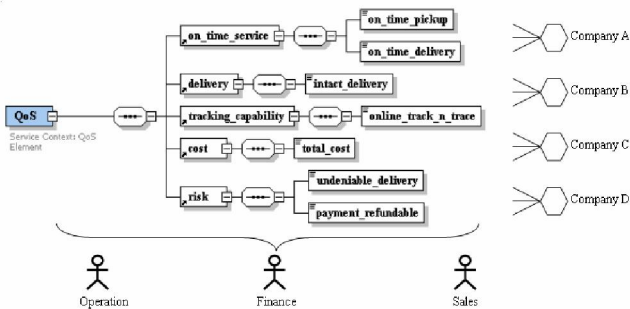 on_time_pickup
on_time_service
on_time_delivery
Company A
delivery
intact_delivery
Company B
QoS
tracking_capability
online_track_n_trace
Service Contexts QoS
Element
cost
total_cost
Company C
undeniable_delivery
risk
payment_refundable
Company D
Operation
Finance
Sales